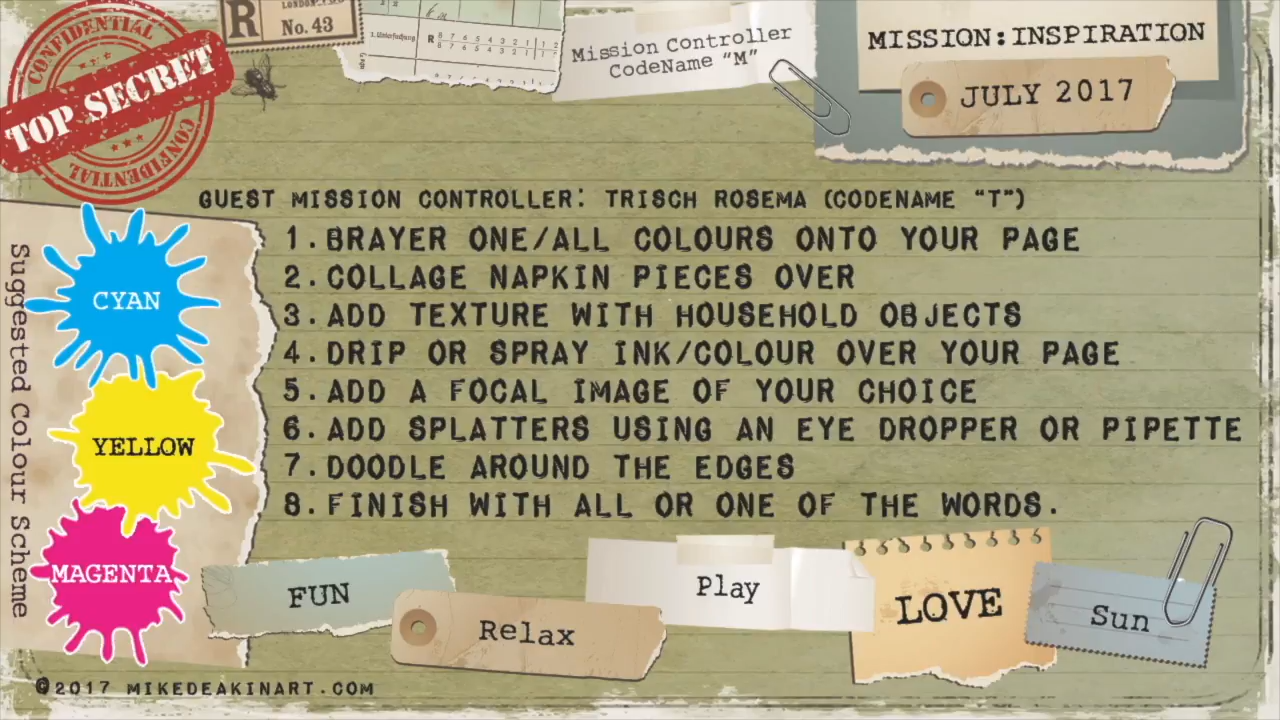 CONFIDENTIAL
TOP SECRET
CONFIDENTIAL
R
No. 43
Mission Controller
CodeName “M”
MISSION:INSPIRATION
JULY 2017
GUEST MISSION CONTROLLER: TRISCH ROSEMA (CODENAME “T”)
1. BRAYER ONE/ALL COLOURS ONTO YOUR PAGE
2. COLLAGE NAPKIN PIECES OVER
3. ADD TEXTURE WITH HOUSEHOLD OBJECTS
4. DRIP OR SPRAY INK/COLOUR OVER YOUR PAGE
5. ADD A FOCAL IMAGE OF YOUR CHOICE
6. ADD SPLATTERS USING AN EYE DROPPER OR PIPETTE
7. DOODLE AROUND THE EDGES
8. FINISH WITH ALL OR ONE OF THE WORDS.
Suggested Colour Scheme
CYAN
YELLOW
MAGENTA
FUN
Relax
Play
LOVE
Sun
©2017 MIKEDEAKINART.COM